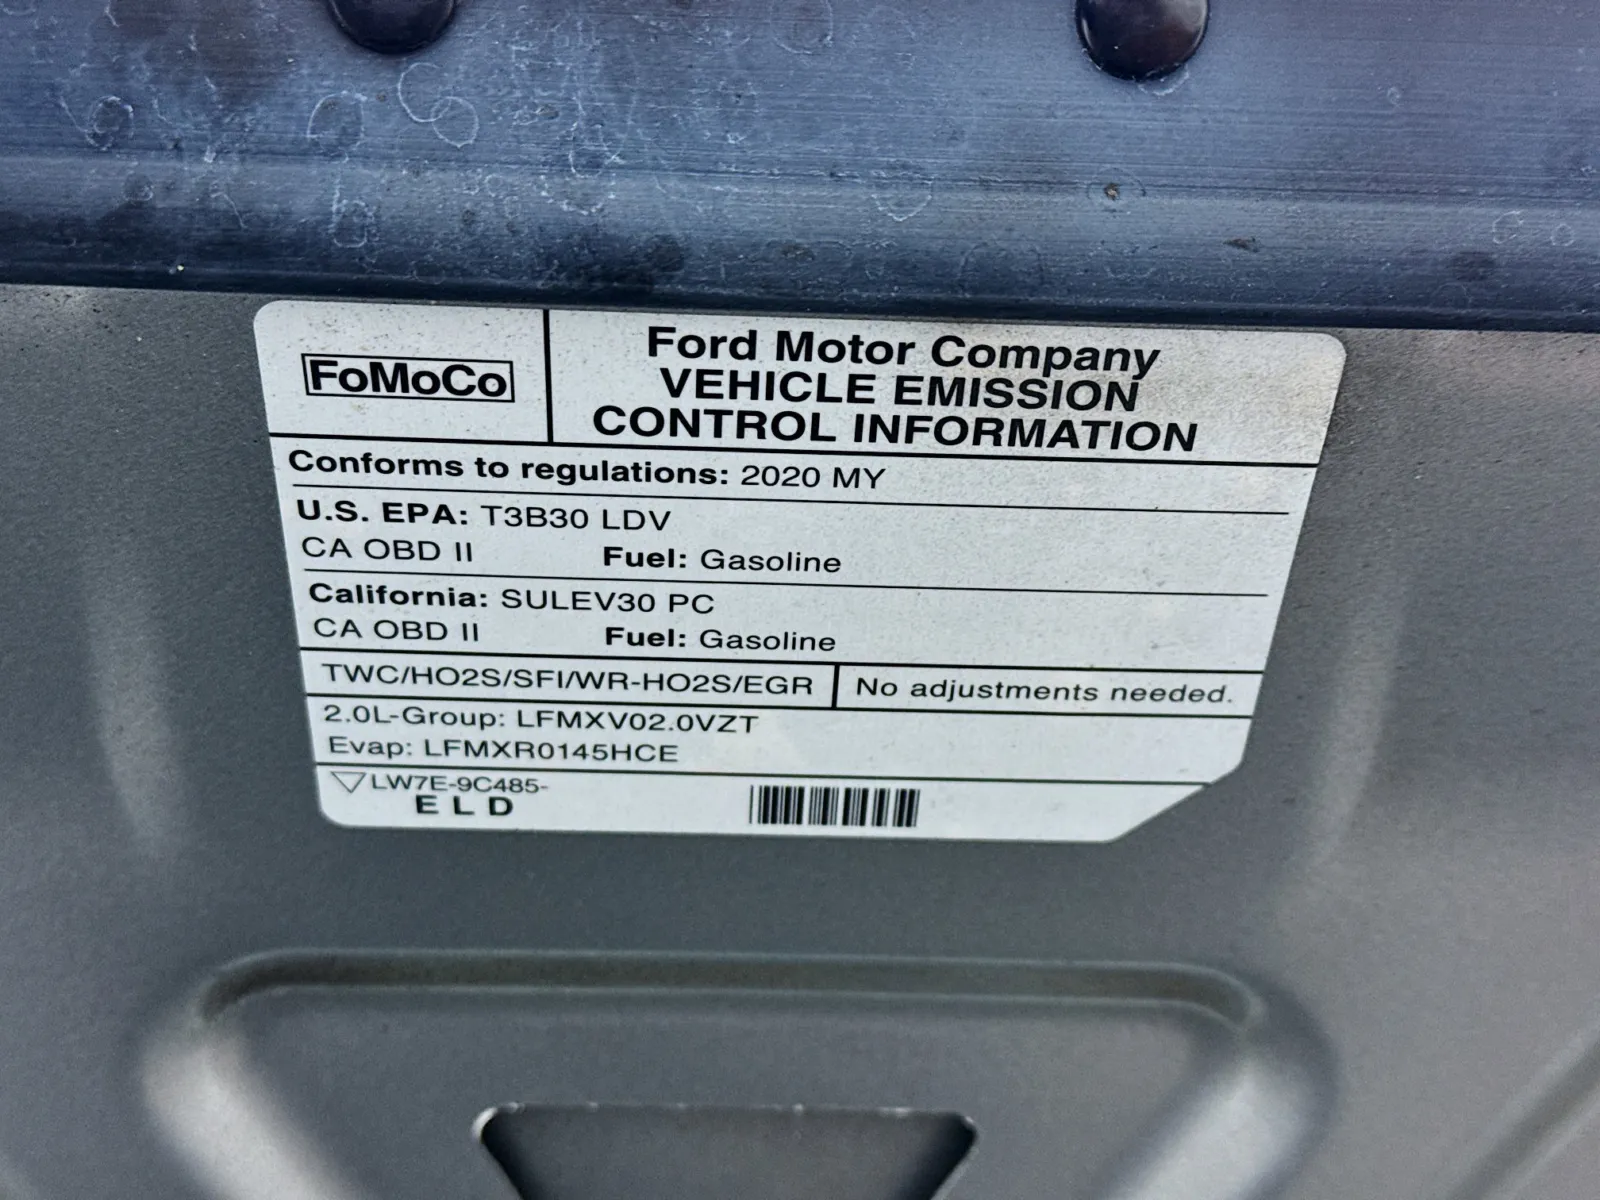 FoMoCo
Ford Motor Company
VEHICLE EMISSION
CONTROL INFORMATION
Conforms to regulations: 2020 MY
U.S. EPA: T3B30 LDV
CA OBD II Fuel: Gasoline
California: SULEV30 PC
CA OBD II Fuel: Gasoline
TWC/HO2S/SFI/WR-HO2S/EGR No adjustments needed.
2.0L-Group: LFMXV02.0VZT
Evap: LFMXR0145HCE
LW7E-9C485-
E L D